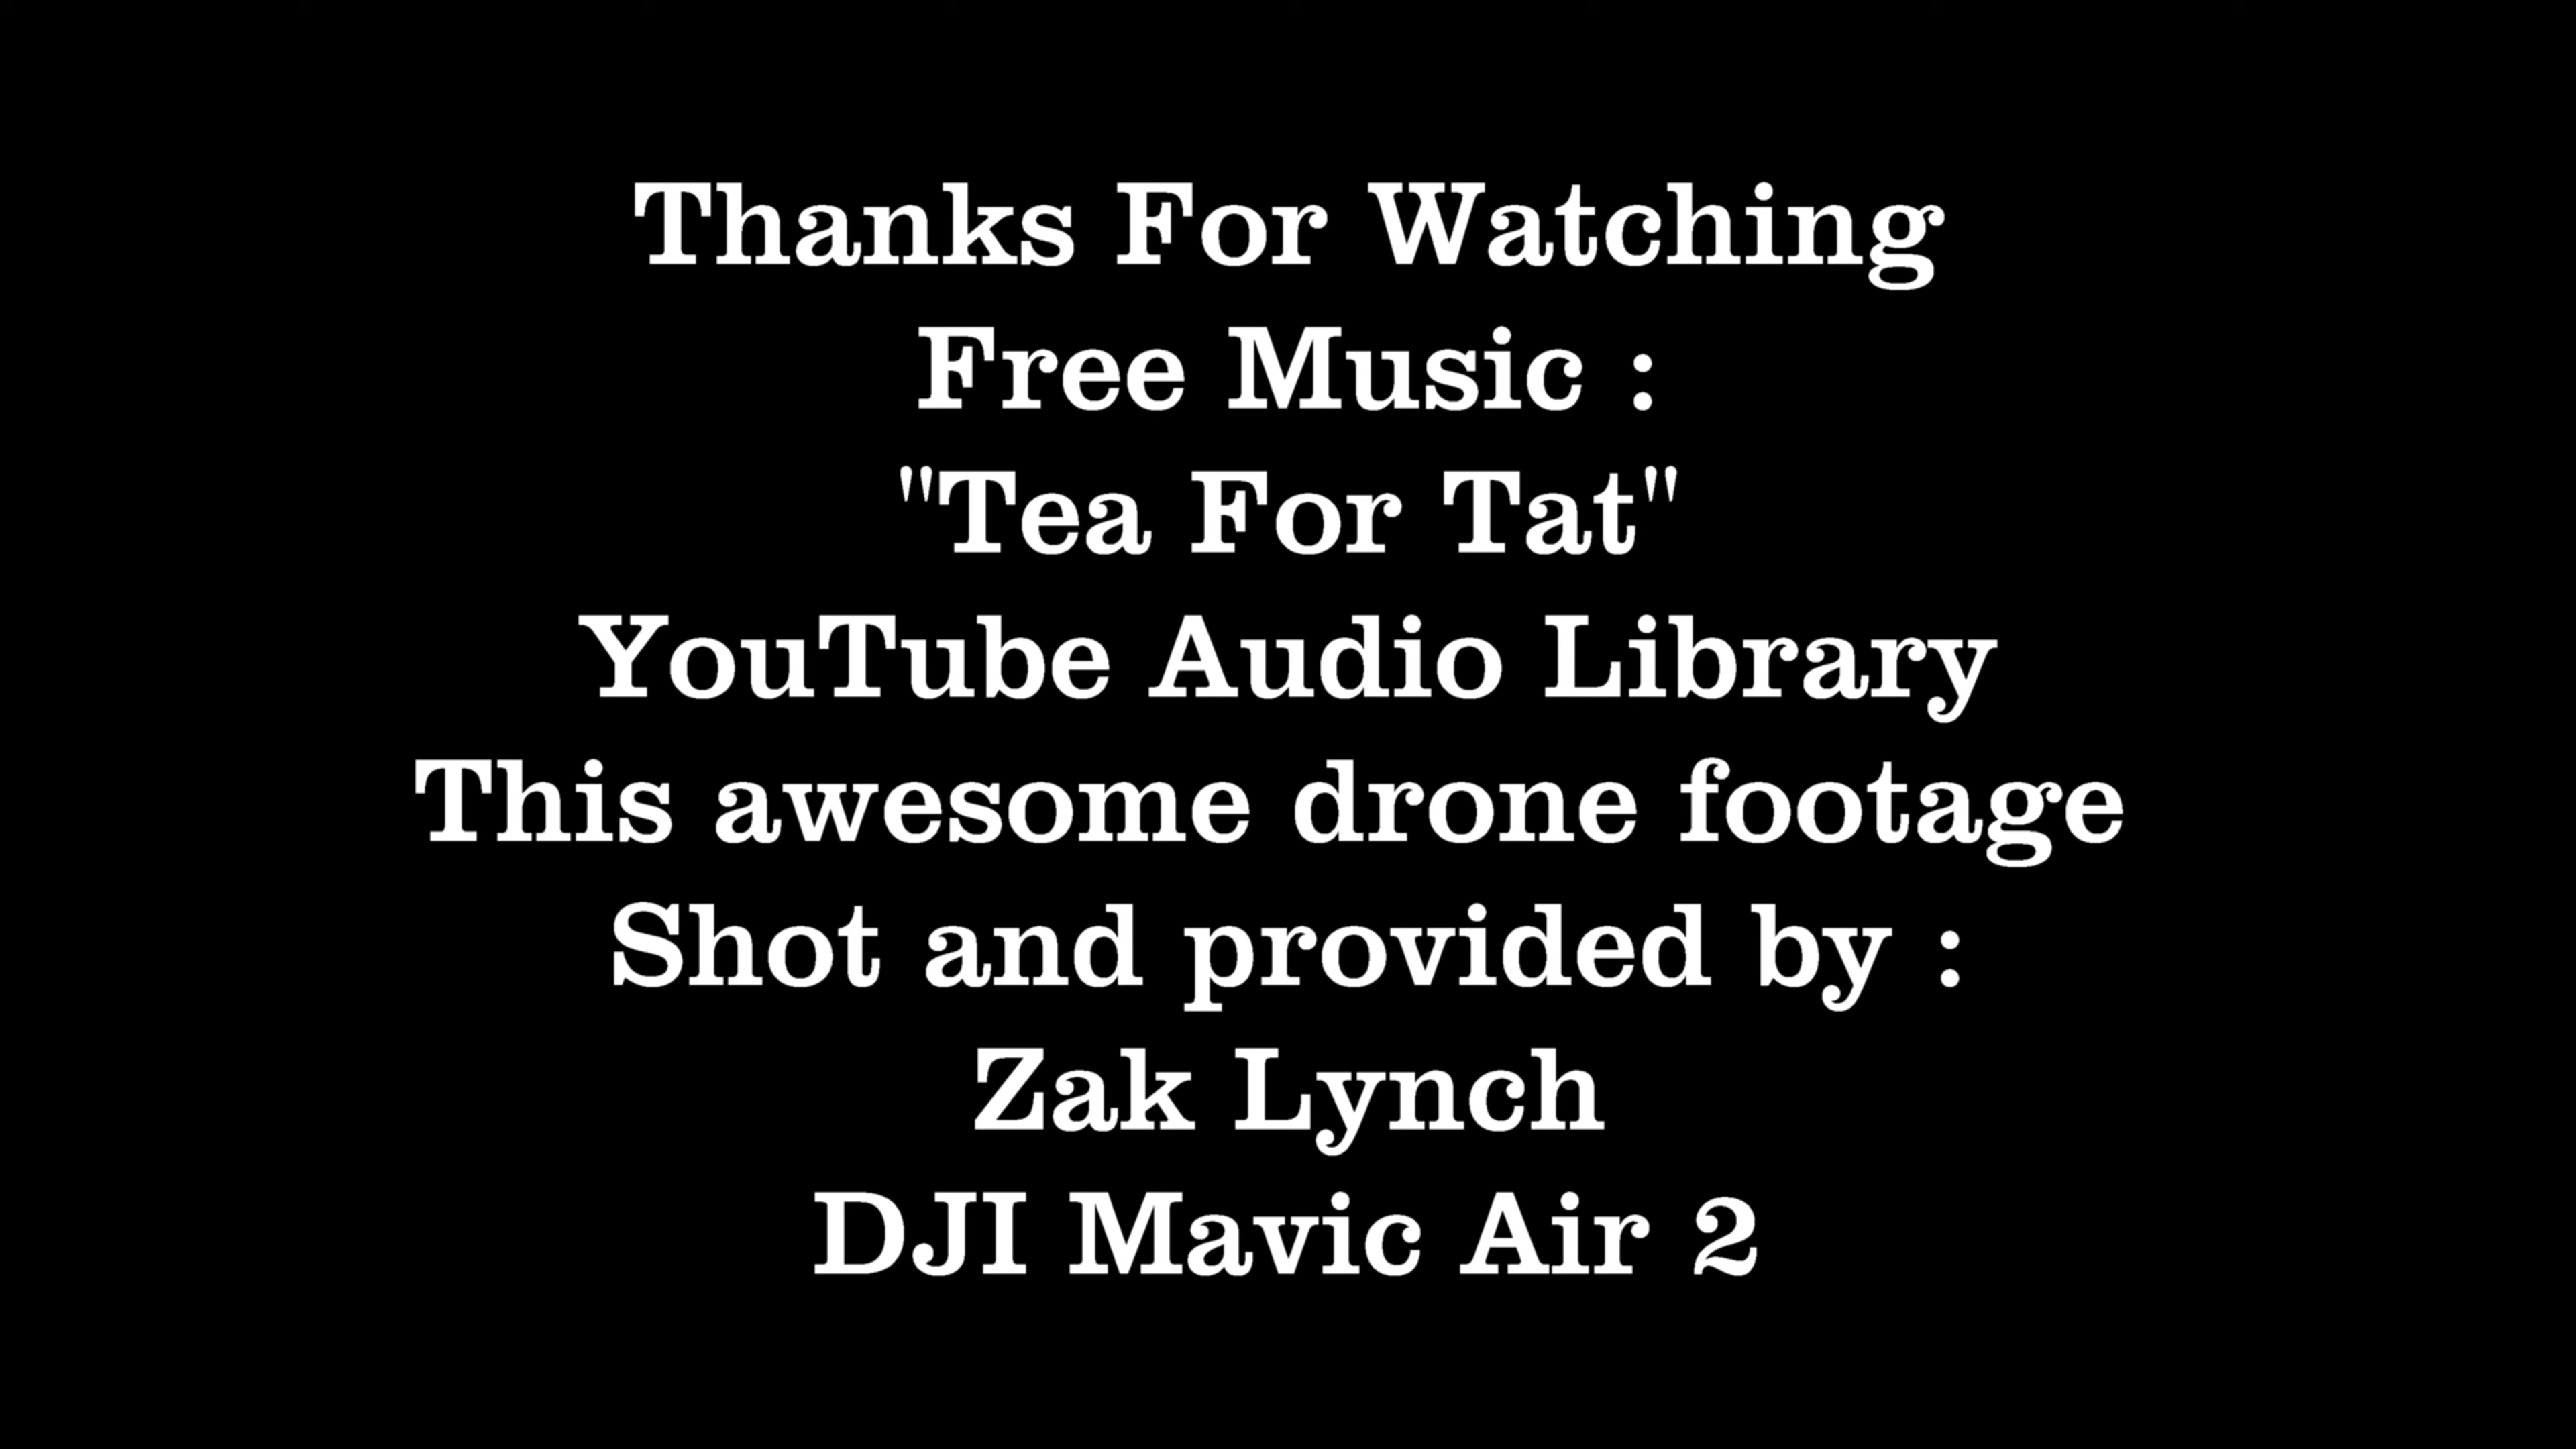 Thanks For Watching
Free Music :
"Tea For Tat"
YouTube Audio Library
This awesome drone footage
Shot and provided by :
Zak Lynch
DJI Mavic Air 2